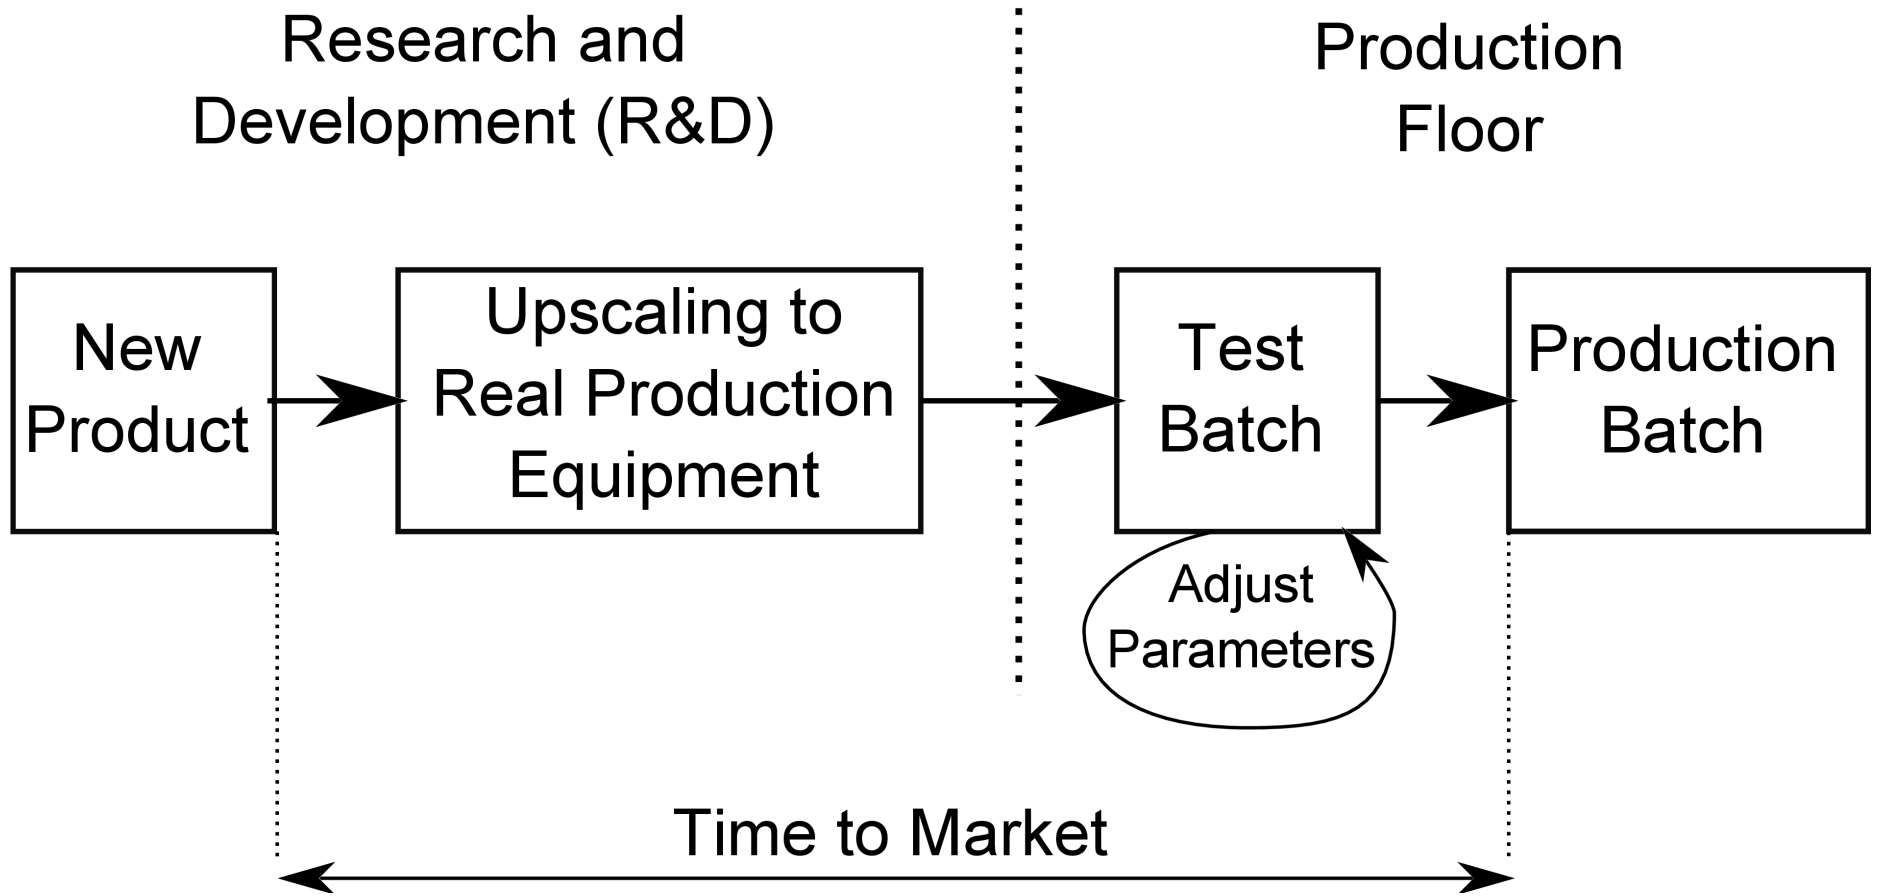 Research and
Development (R&D)
Production
Floor
New
Product
Upscaling to
Real Production
Equipment
Test
Batch
Production
Batch
Adjust
Parameters
Time to Market